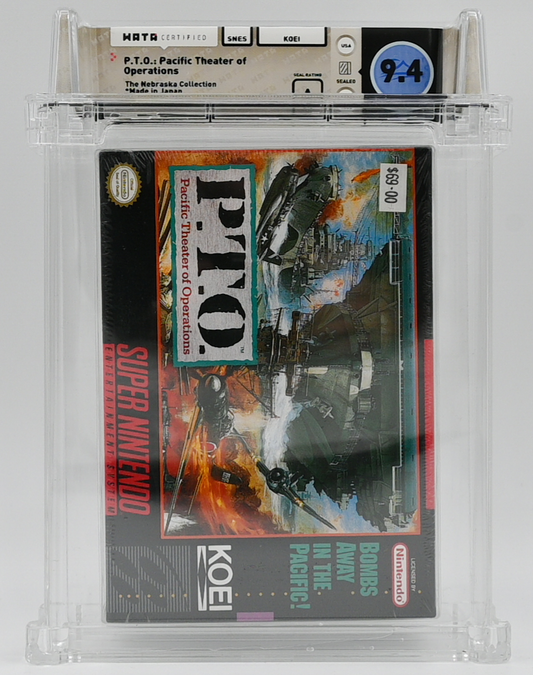 WATA CERTIFIED
SNES
KOEI
P.T.O.: Pacific Theater of
Operations
The Nebraska Collection
*Made in Japan
SEAL RATING
A
USA
SEALED
9.4
$69.00
Nintendo
P.T.O.
Pacific Theater of Operations
TM
SUPER NINTENDO
ENTERTAINMENT SYSTEM
LICENSED BY
Nintendo
BOMBS
AWAY
IN THE
PACIFIC!
KOEI